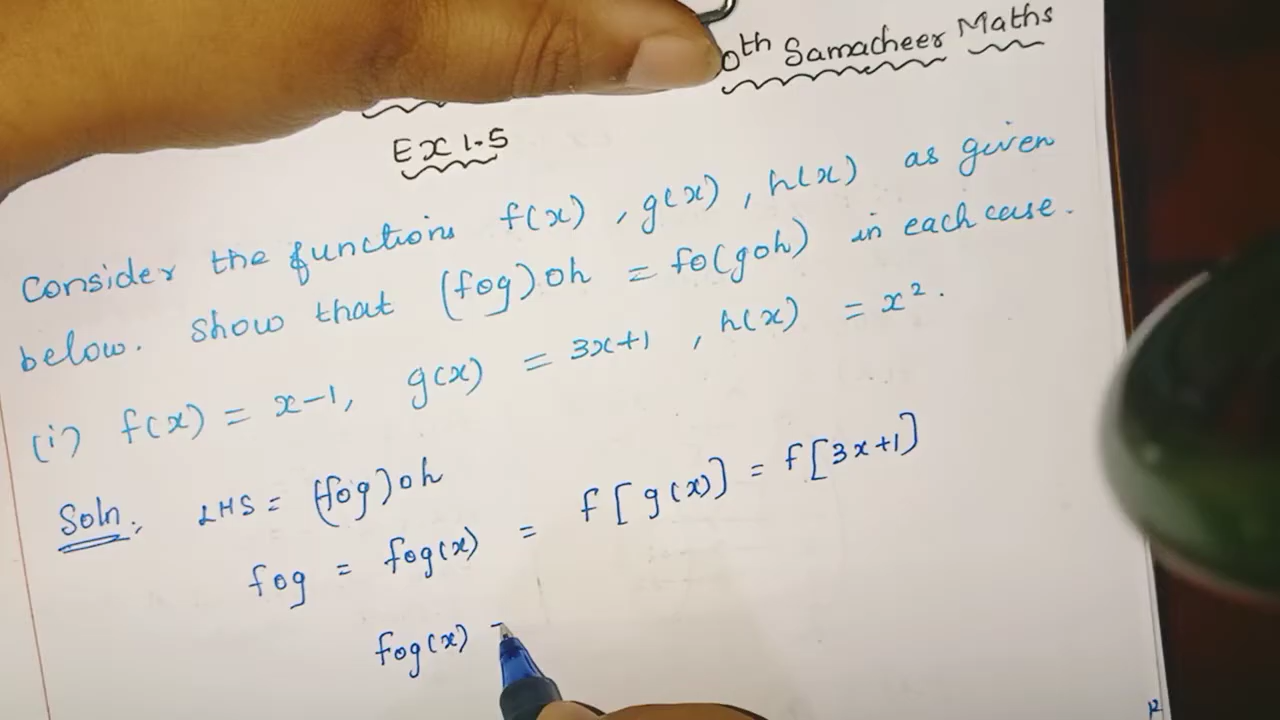 0th Samacheer Maths
Ex 1.5
Consider the functions f(x), g(x), h(x) as given
below. Show that (fog)oh = fo(goh) in each case.
(i) f(x) = x-1, g(x) = 3x+1, h(x) = x².
Soln; LHS = (fog)oh
fog = fog(x) = f[g(x)] = f[3x+1]
fog(x) =